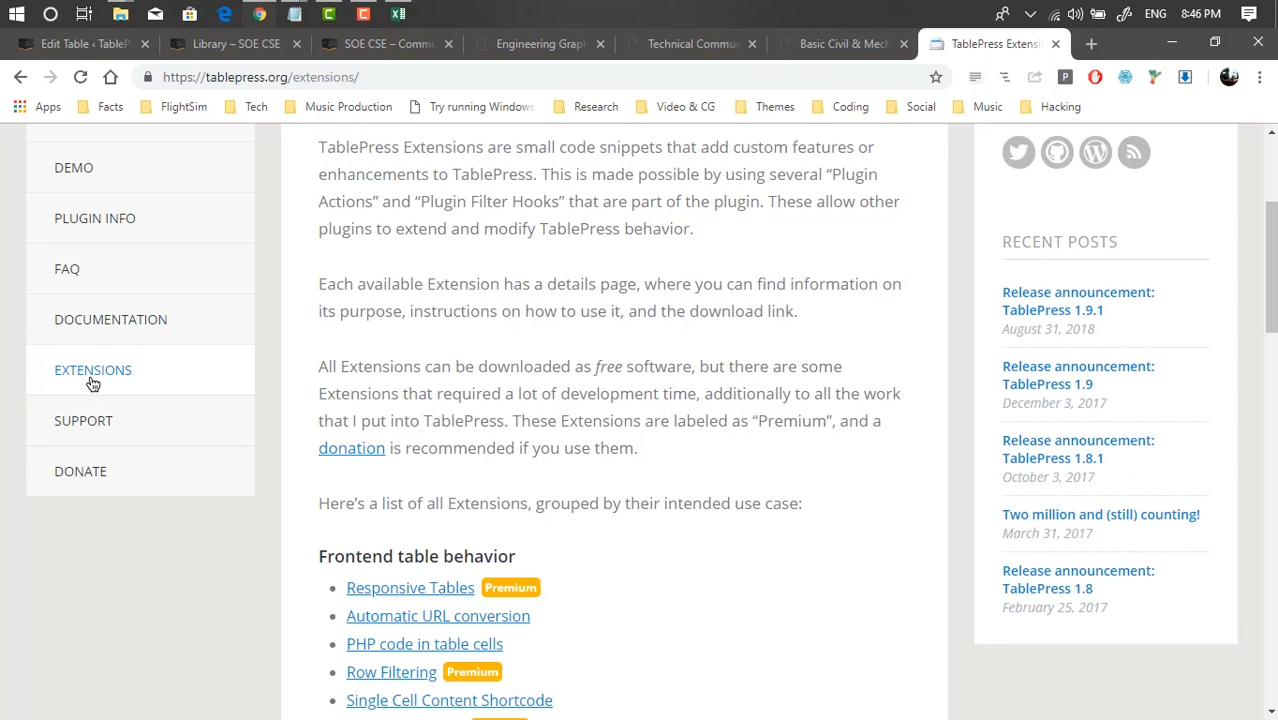 ENG 8:46 PM
Edit Table ‹ TableP
Library – SOE CSE
SOE CSE – Commu
Engineering Grap
Technical Commu
Basic Civil & Mech
TablePress Extensi
https://tablepress.org/extensions/
Apps
Facts
FlightSim
Tech
Music Production
Try running Windows
Research
Video & CG
Themes
Coding
Social
Music
Hacking
DEMO
PLUGIN INFO
FAQ
DOCUMENTATION
EXTENSIONS
SUPPORT
DONATE
TablePress Extensions are small code snippets that add custom features or
enhancements to TablePress. This is made possible by using several “Plugin
Actions” and “Plugin Filter Hooks” that are part of the plugin. These allow other
plugins to extend and modify TablePress behavior.
Each available Extension has a details page, where you can find information on
its purpose, instructions on how to use it, and the download link.
All Extensions can be downloaded as free software, but there are some
Extensions that required a lot of development time, additionally to all the work
that I put into TablePress. These Extensions are labeled as “Premium”, and a
donation is recommended if you use them.
Here’s a list of all Extensions, grouped by their intended use case:
Frontend table behavior
Responsive Tables Premium
Automatic URL conversion
PHP code in table cells
Row Filtering Premium
Single Cell Content Shortcode
RECENT POSTS
Release announcement:
TablePress 1.9.1
August 31, 2018
Release announcement:
TablePress 1.9
December 3, 2017
Release announcement:
TablePress 1.8.1
October 3, 2017
Two million and (still) counting!
March 31, 2017
Release announcement:
TablePress 1.8
February 25, 2017